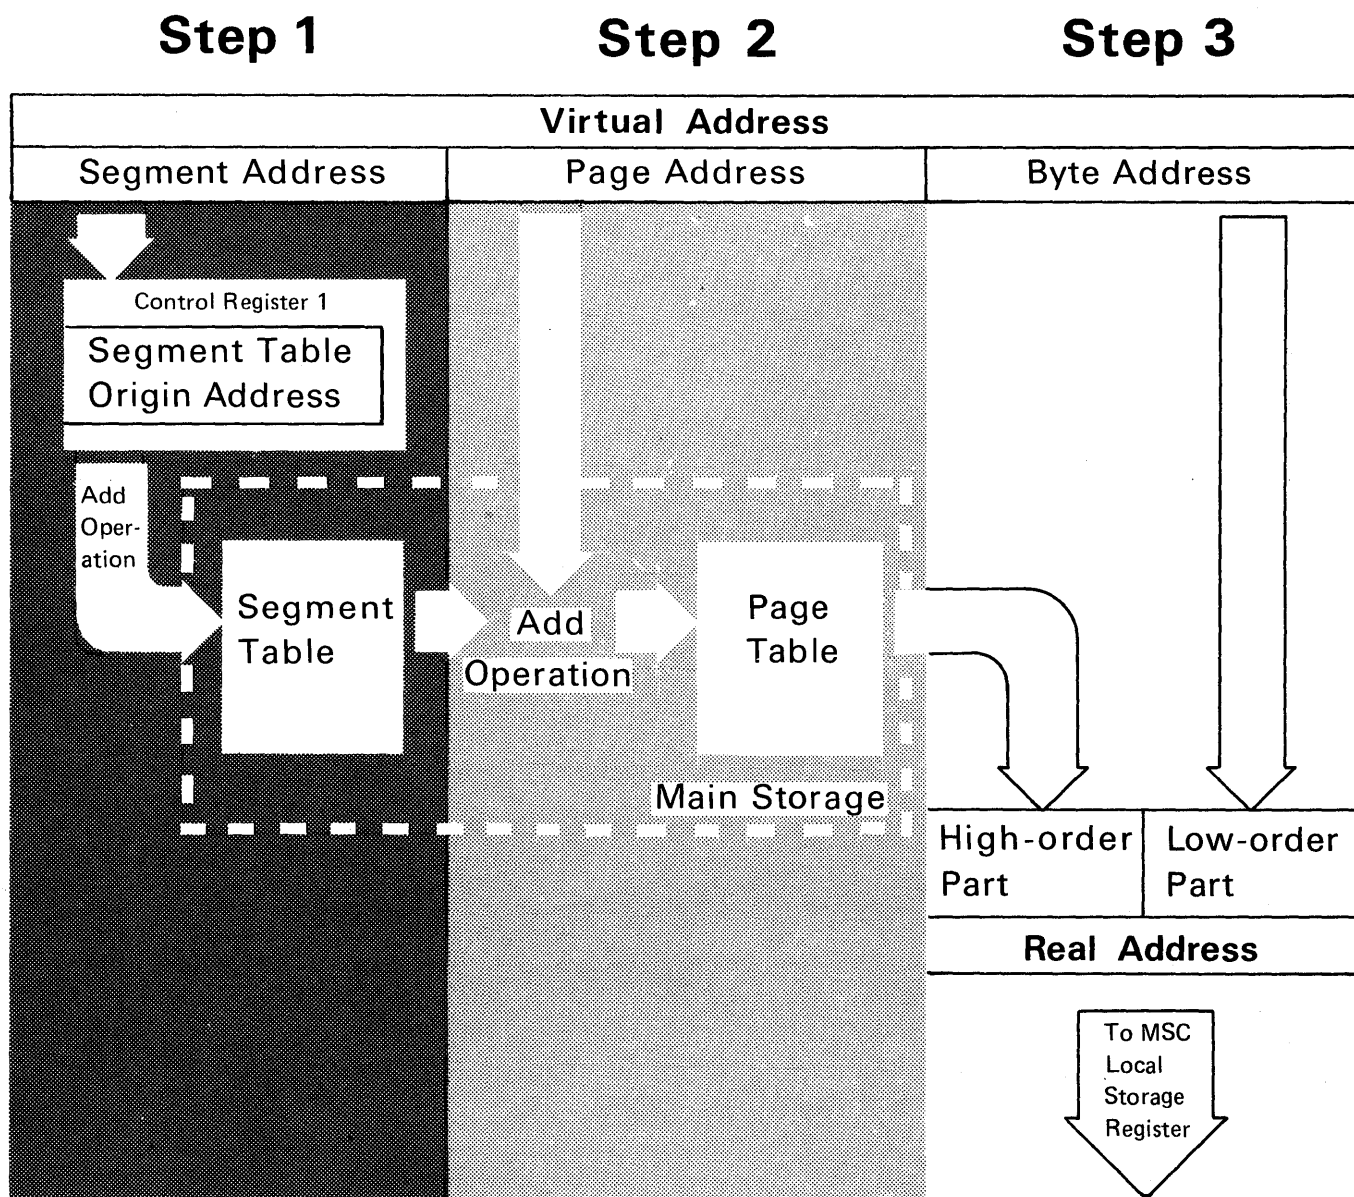 Step 1
Step 2
Step 3
Virtual Address
Segment Address
Page Address
Byte Address
Control Register 1
Segment Table
Origin Address
Add
Oper-
ation
Segment
Table
Add
Operation
Page
Table
Main Storage
High-order
Part
Low-order
Part
Real Address
To MSC
Local
Storage
Register